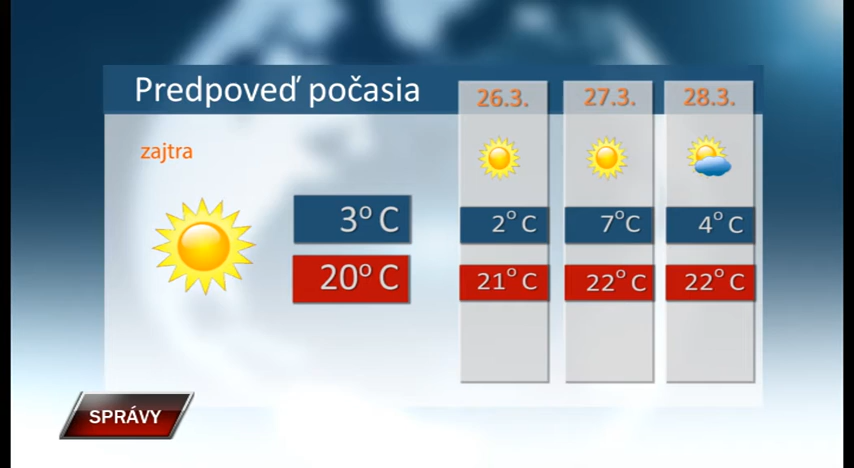 Predpoveď počasia
zajtra
3° C
20° C
26.3. 27.3. 28.3.
2° C 7°C 4° C
21° C 22° C 22° C
SPRÁVY